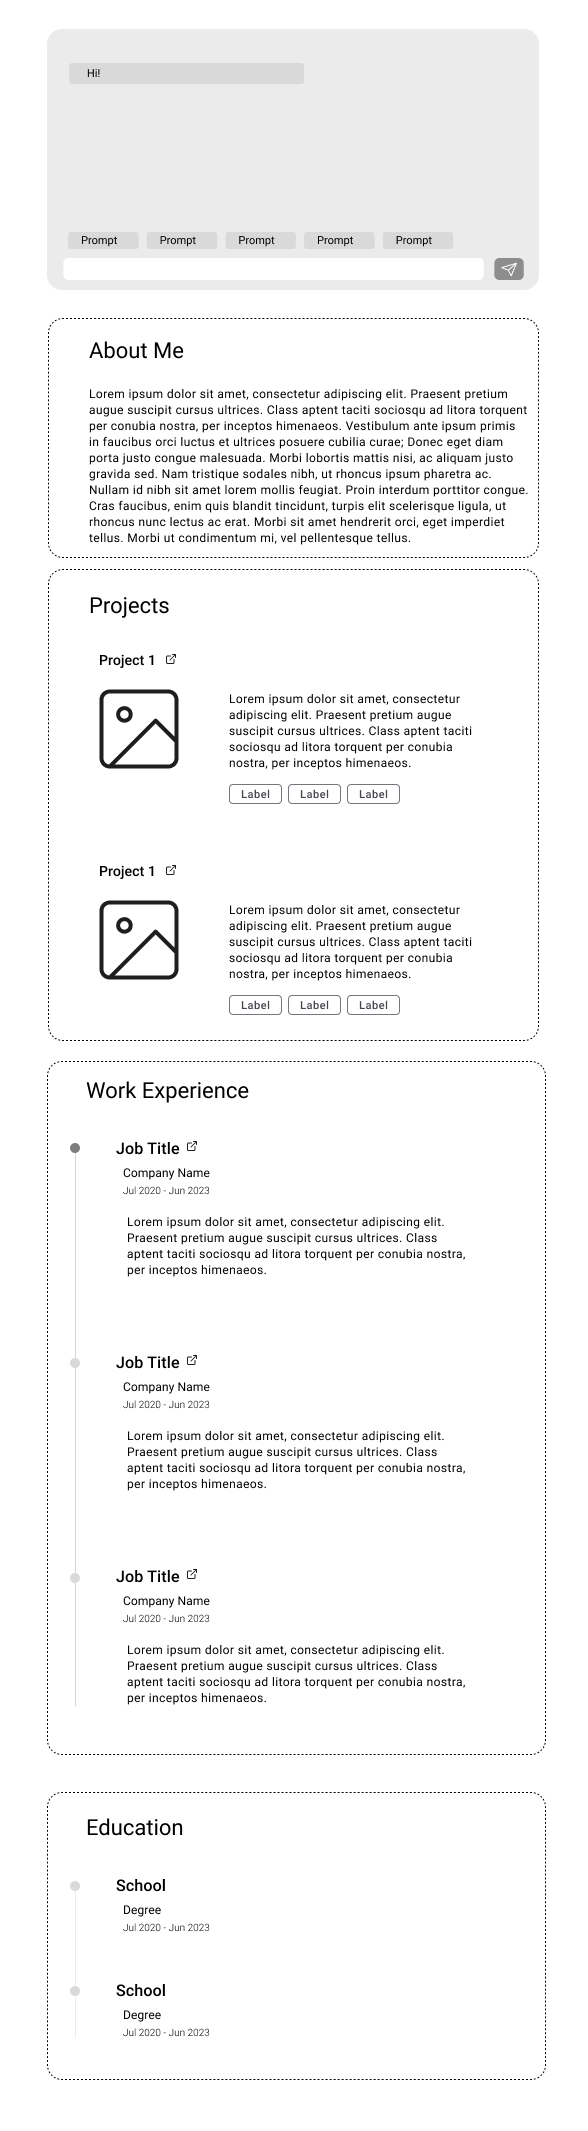 Hi!
Prompt Prompt Prompt Prompt Prompt
About Me
Lorem ipsum dolor sit amet, consectetur adipiscing elit. Praesent pretium
augue suscipit cursus ultrices. Class aptent taciti sociosqu ad litora torquent
per conubia nostra, per inceptos himenaeos. Vestibulum ante ipsum primis
in faucibus orci luctus et ultrices posuere cubilia curae; Donec eget diam
porta justo congue malesuada. Morbi lobortis mattis nisi, ac aliquam justo
gravida sed. Nam tristique sodales nibh, ut rhoncus ipsum pharetra ac.
Nullam id nibh sit amet lorem mollis feugiat. Proin interdum porttitor congue.
Cras faucibus, enim quis blandit tincidunt, turpis elit scelerisque ligula, ut
rhoncus nunc lectus ac erat. Morbi sit amet hendrerit orci, eget imperdiet
tellus. Morbi ut condimentum mi, vel pellentesque tellus.
Projects
Project 1
Lorem ipsum dolor sit amet, consectetur
adipiscing elit. Praesent pretium augue
suscipit cursus ultrices. Class aptent taciti
sociosqu ad litora torquent per conubia
nostra, per inceptos himenaeos.
Label Label Label
Project 1
Lorem ipsum dolor sit amet, consectetur
adipiscing elit. Praesent pretium augue
suscipit cursus ultrices. Class aptent taciti
sociosqu ad litora torquent per conubia
nostra, per inceptos himenaeos.
Label Label Label
Work Experience
Job Title
Company Name
Jul 2020 - Jun 2023
Lorem ipsum dolor sit amet, consectetur adipiscing elit.
Praesent pretium augue suscipit cursus ultrices. Class
aptent taciti sociosqu ad litora torquent per conubia nostra,
per inceptos himenaeos.
Job Title
Company Name
Jul 2020 - Jun 2023
Lorem ipsum dolor sit amet, consectetur adipiscing elit.
Praesent pretium augue suscipit cursus ultrices. Class
aptent taciti sociosqu ad litora torquent per conubia nostra,
per inceptos himenaeos.
Job Title
Company Name
Jul 2020 - Jun 2023
Lorem ipsum dolor sit amet, consectetur adipiscing elit.
Praesent pretium augue suscipit cursus ultrices. Class
aptent taciti sociosqu ad litora torquent per conubia nostra,
per inceptos himenaeos.
Education
School
Degree
Jul 2020 - Jun 2023
School
Degree
Jul 2020 - Jun 2023